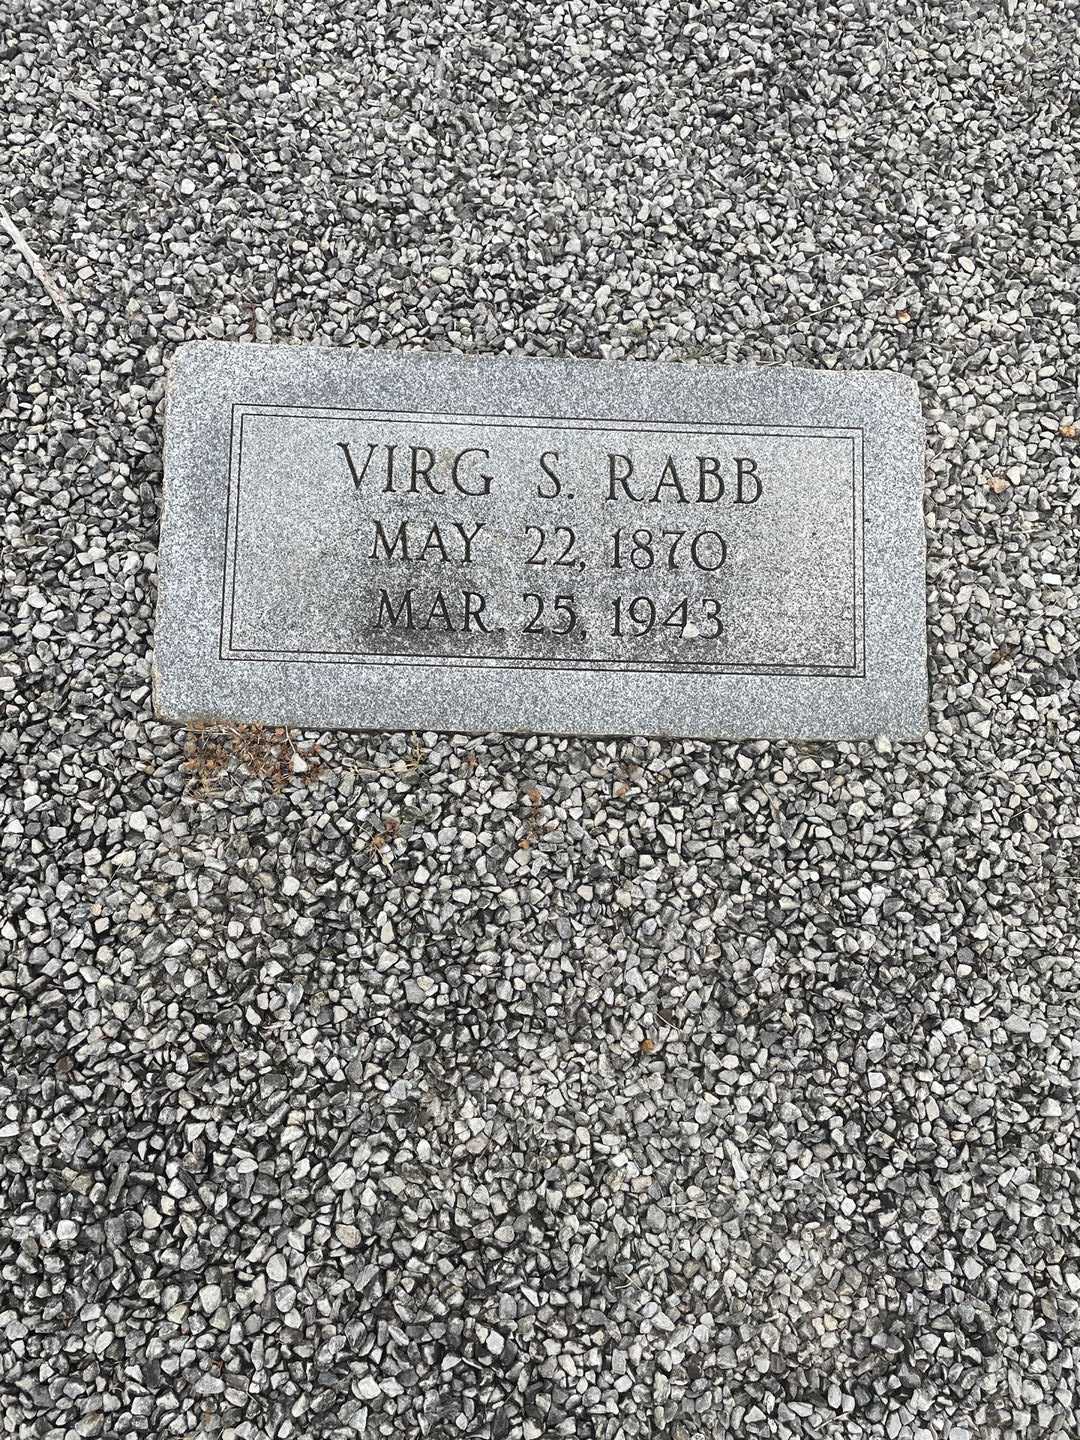 VIRG S. RABB
MAY 22, 1870
MAR. 25, 1943